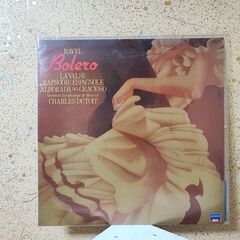 RAVEL
Bolero
LA VALSE
RAPSODIE ESPAGNOLE
ALBORADA DEL GRACIOSO
Orchestre Symphonique de Montréal
CHARLES DUTOIT